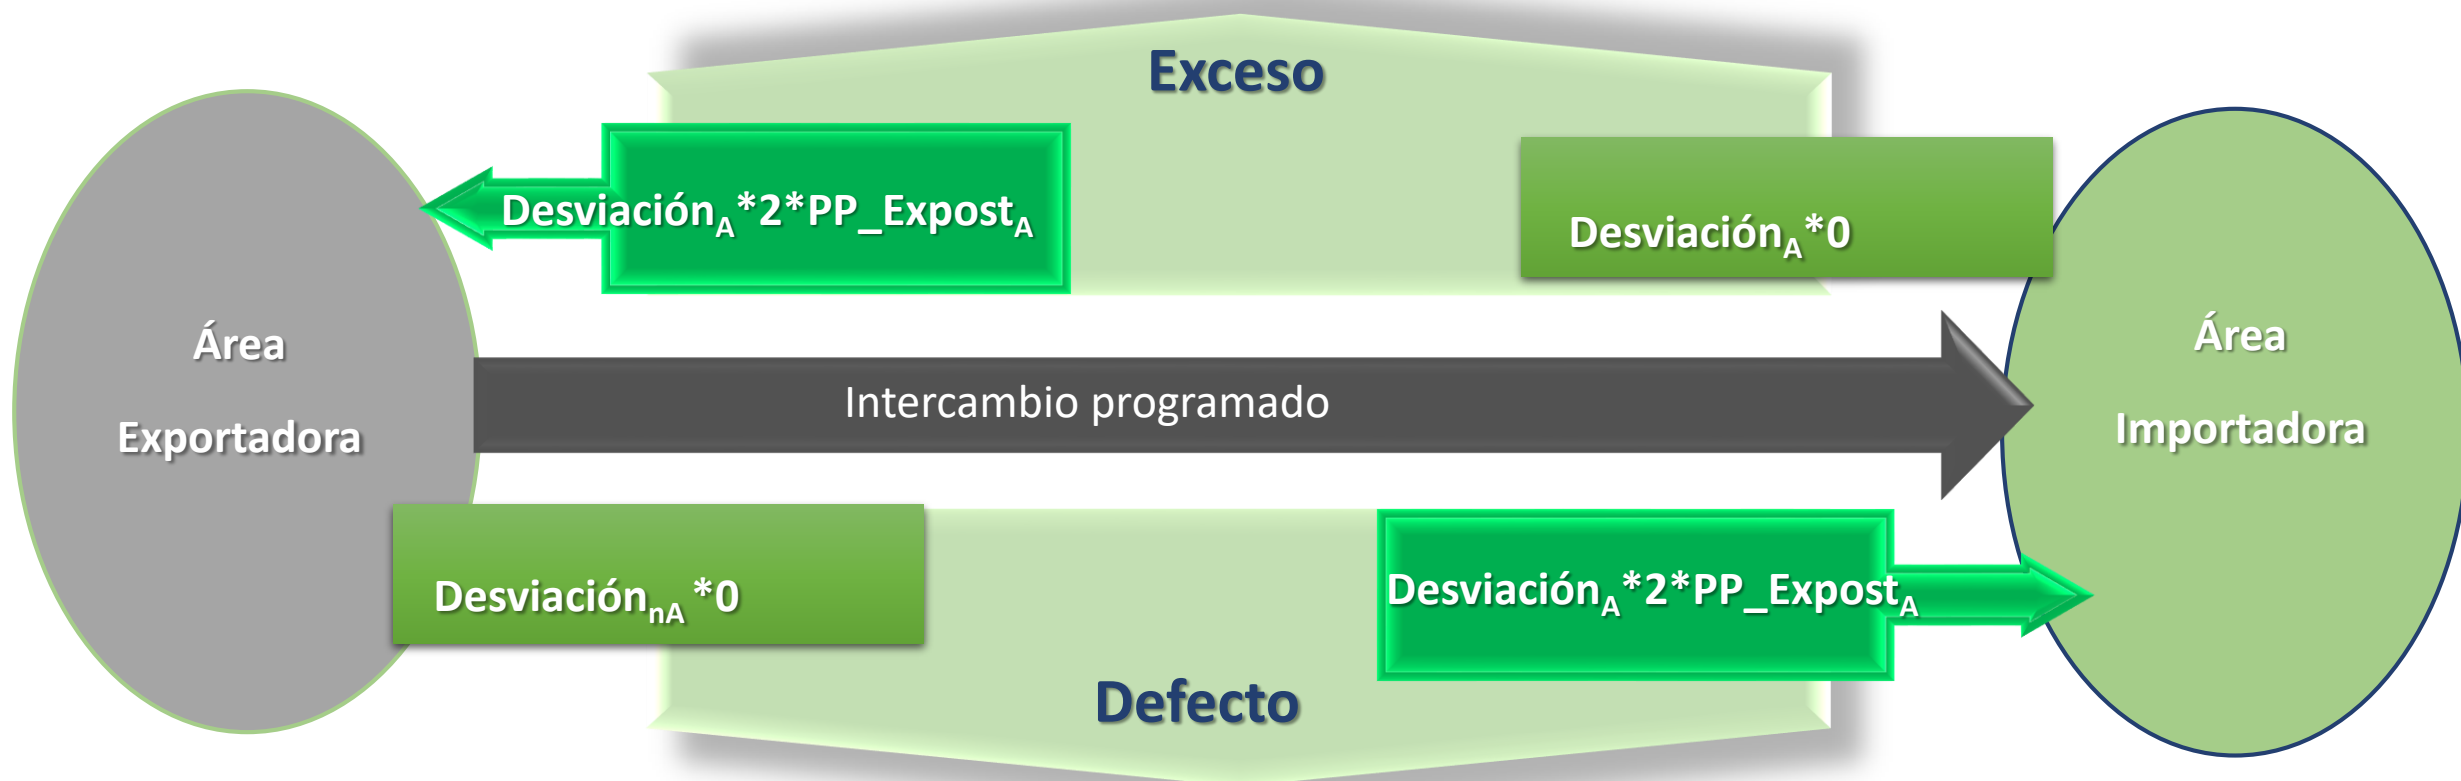 Exceso
Desviación_A*2*PP_Expost_A
Desviación_A*0
Área
Exportadora
Intercambio programado
Área
Importadora
Desviación_nA *0
Desviación_A*2*PP_Expost_A
Defecto